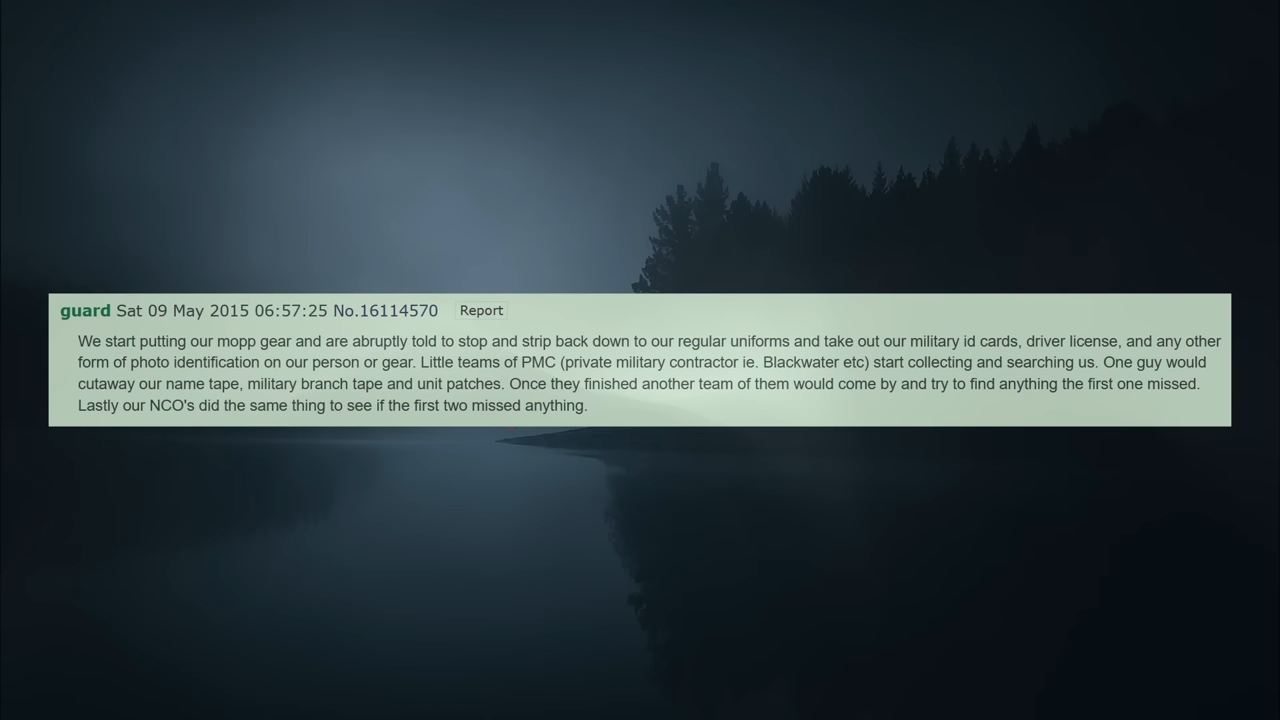 guard Sat 09 May 2015 06:57:25 No.16114570 Report
We start putting our mopp gear and are abruptly told to stop and strip back down to our regular uniforms and take out our military id cards, driver license, and any other
form of photo identification on our person or gear. Little teams of PMC (private military contractor ie. Blackwater etc) start collecting and searching us. One guy would
cutaway our name tape, military branch tape and unit patches. Once they finished another team of them would come by and try to find anything the first one missed.
Lastly our NCO's did the same thing to see if the first two missed anything.